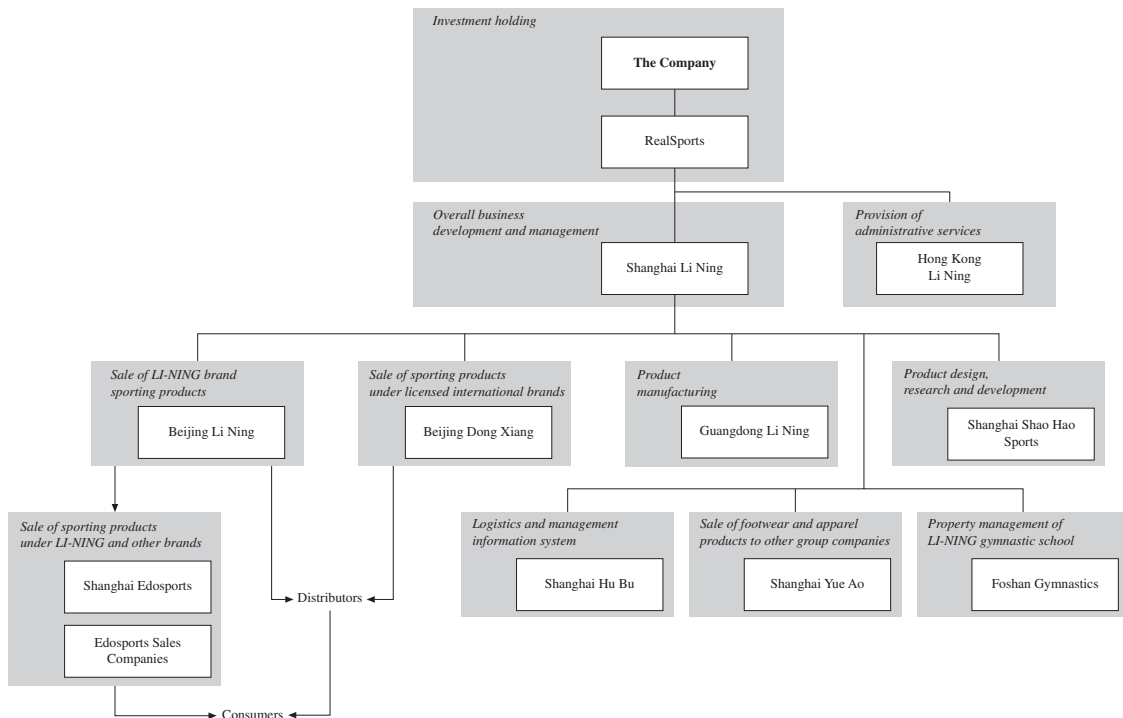 Investment holding
The Company
RealSports
Overall business
development and management
Shanghai Li Ning
Provision of
administrative services
Hong Kong
Li Ning
Sale of LI-NING brand
sporting products
Beijing Li Ning
Sale of sporting products
under licensed international brands
Beijing Dong Xiang
Product
manufacturing
Guangdong Li Ning
Product design,
research and development
Shanghai Shao Hao
Sports
Sale of sporting products
under LI-NING and other brands
Shanghai Edosports
Edosports Sales
Companies
Distributors
Consumers
Logistics and management
information system
Shanghai Hu Bu
Sale of footwear and apparel
products to other group companies
Shanghai Yue Ao
Property management of
LI-NING gymnastic school
Foshan Gymnastics